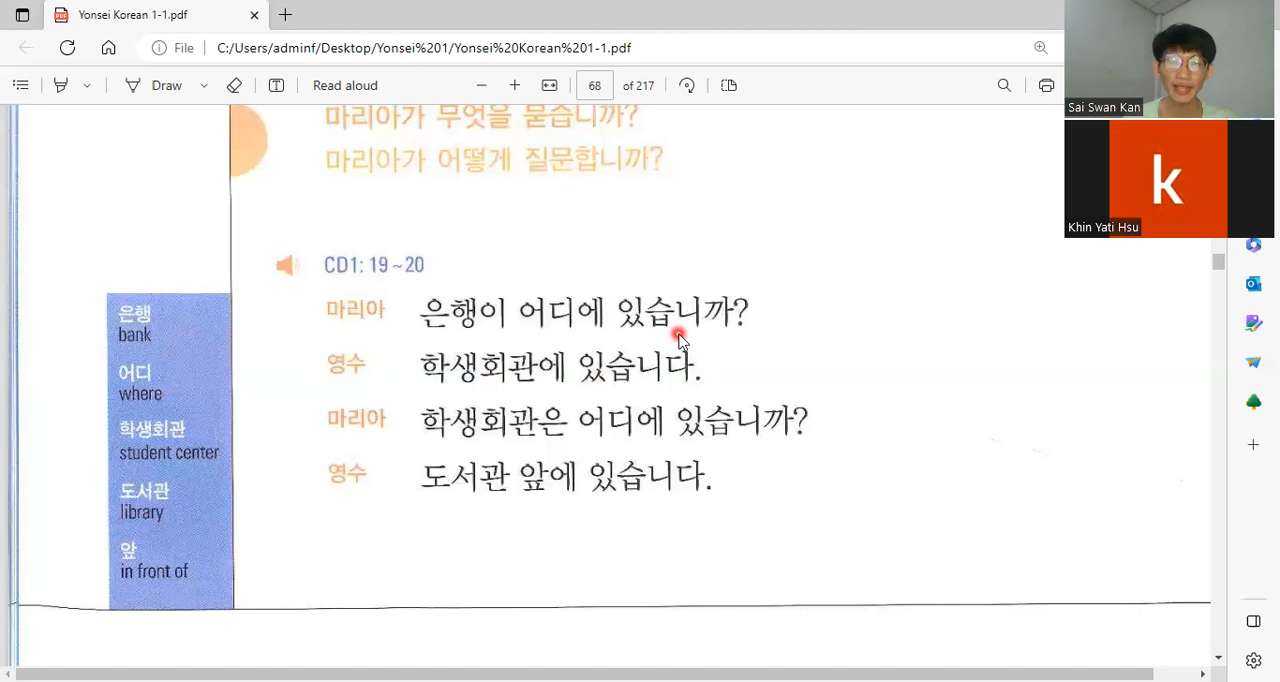 Yonsei Korean 1-1.pdf
File C:/Users/adminf/Desktop/Yonsei%201/Yonsei%20Korean%201-1.pdf
Draw Read aloud 68 of 217
Sai Swan Kan
k
Khin Yati Hsu
마리아가 무엇을 묻습니까?
마리아가 어떻게 질문합니까?
CD1: 19~20
마리아 은행이 어디에 있습니까?
영수 학생회관에 있습니다.
마리아 학생회관은 어디에 있습니까?
영수 도서관 앞에 있습니다.
은행
bank
어디
where
학생회관
student center
도서관
library
앞
in front of